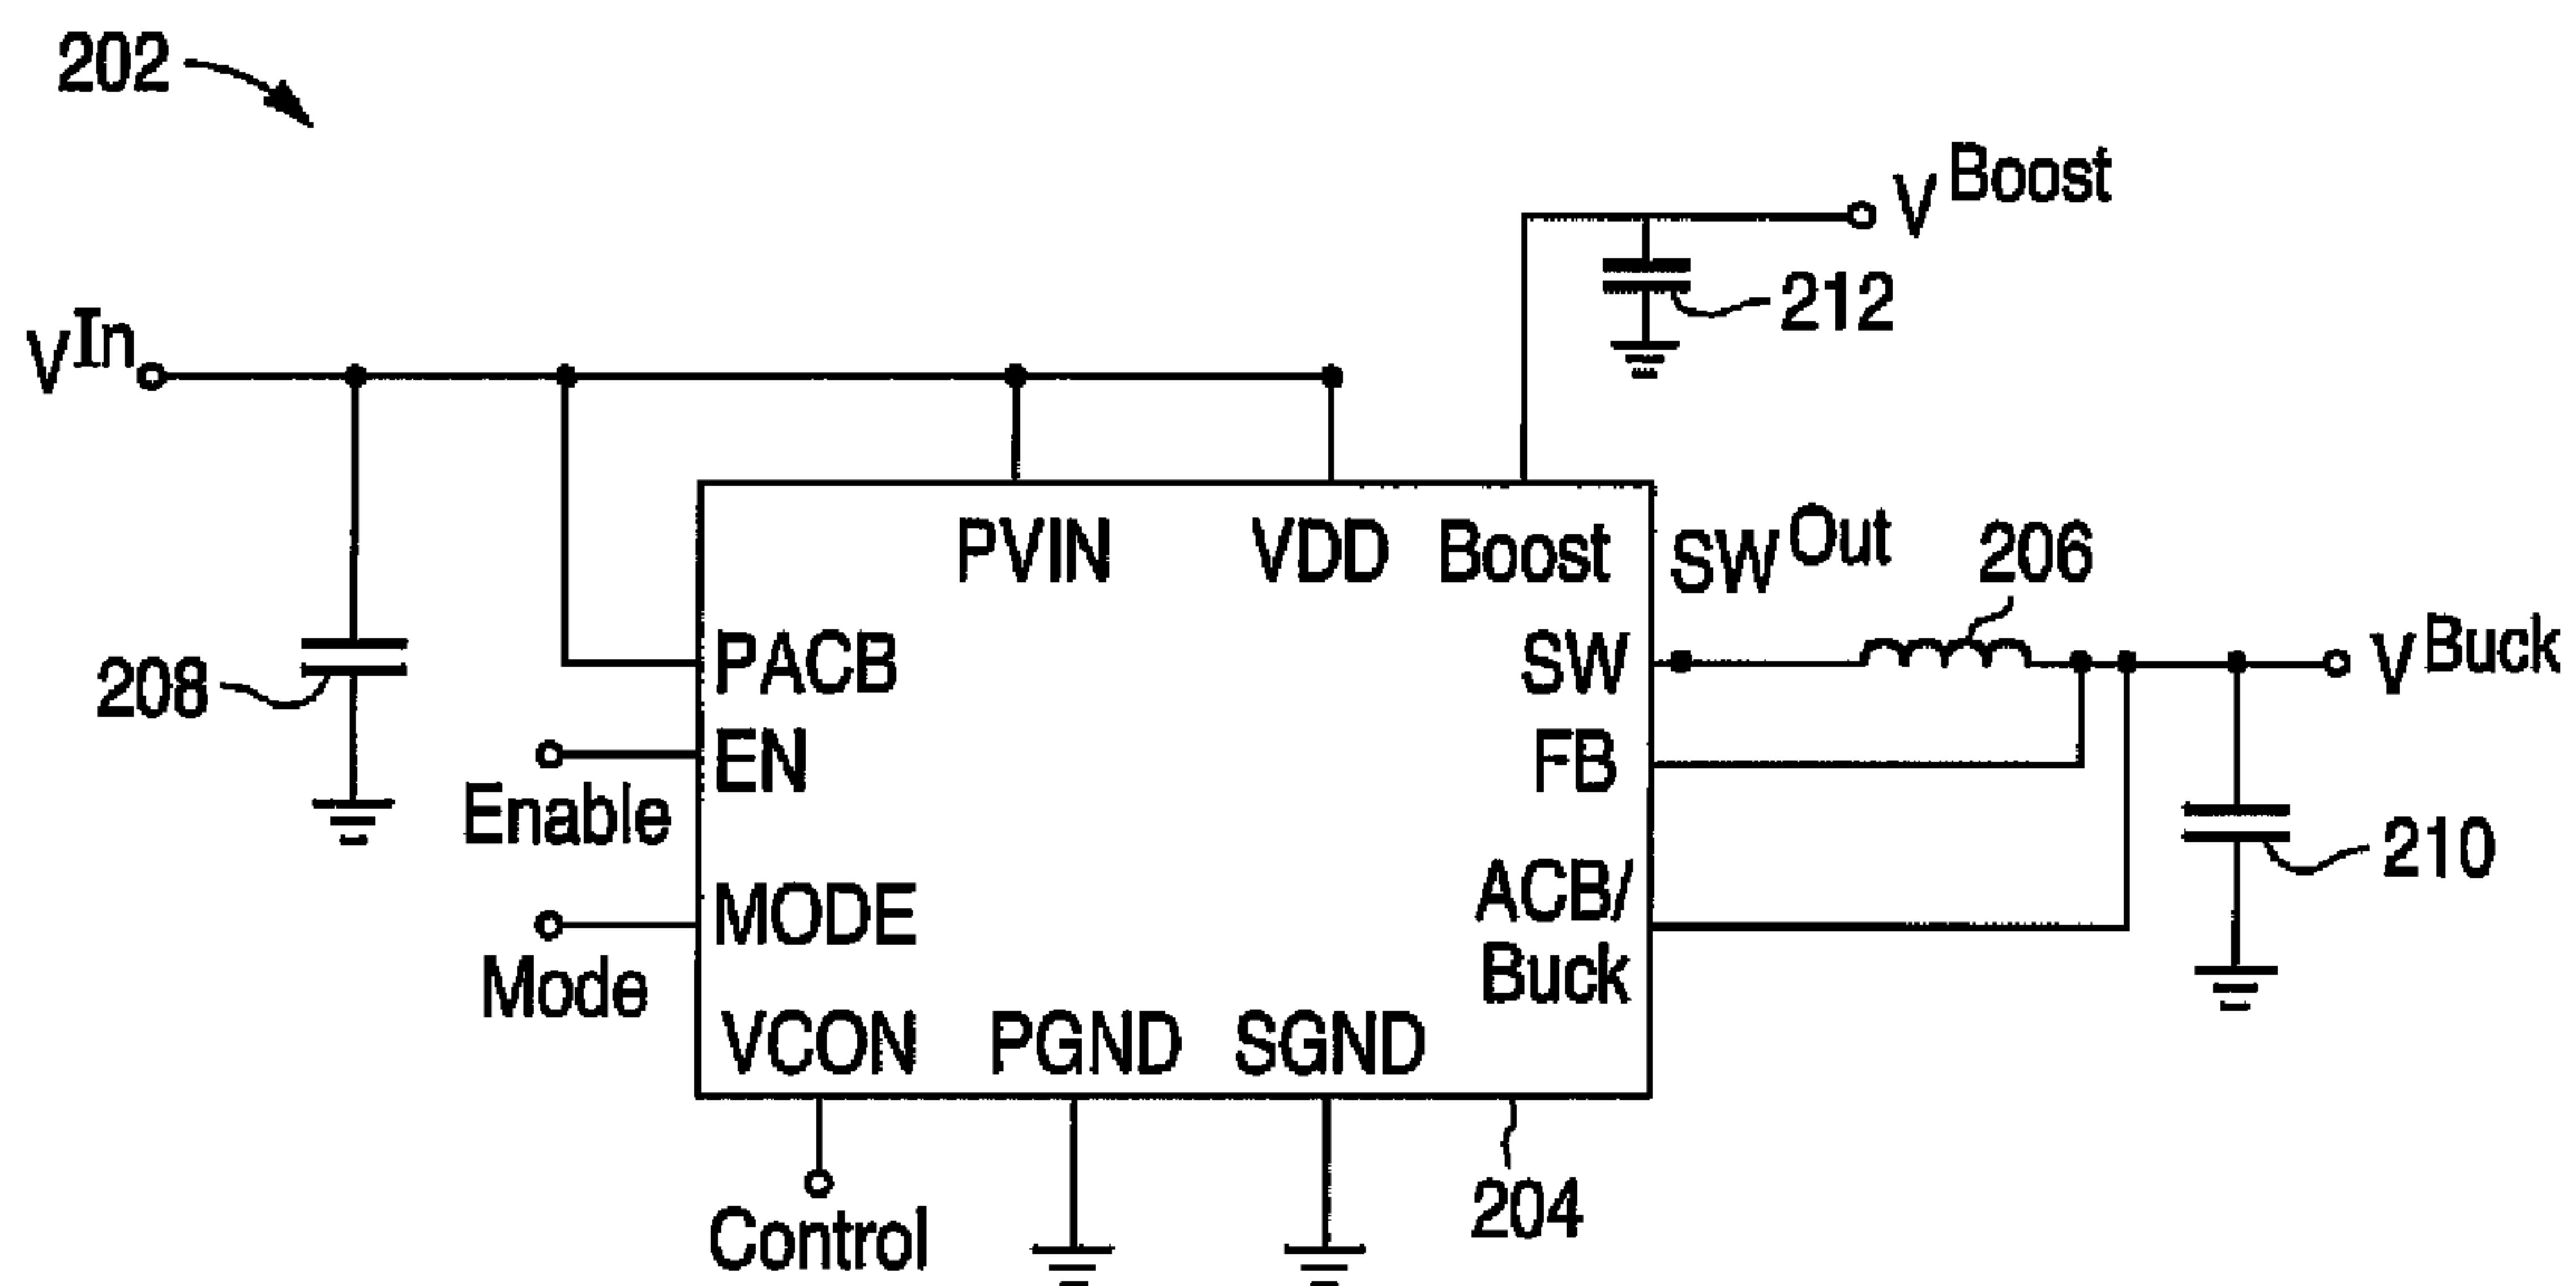 202
V Boost
212
V In
PVIN VDD Boost
SW Out
206
PACB
SW
V Buck
208
EN
FB
Enable
MODE
ACB/
Buck
210
Mode
VCON PGND SGND
204
Control